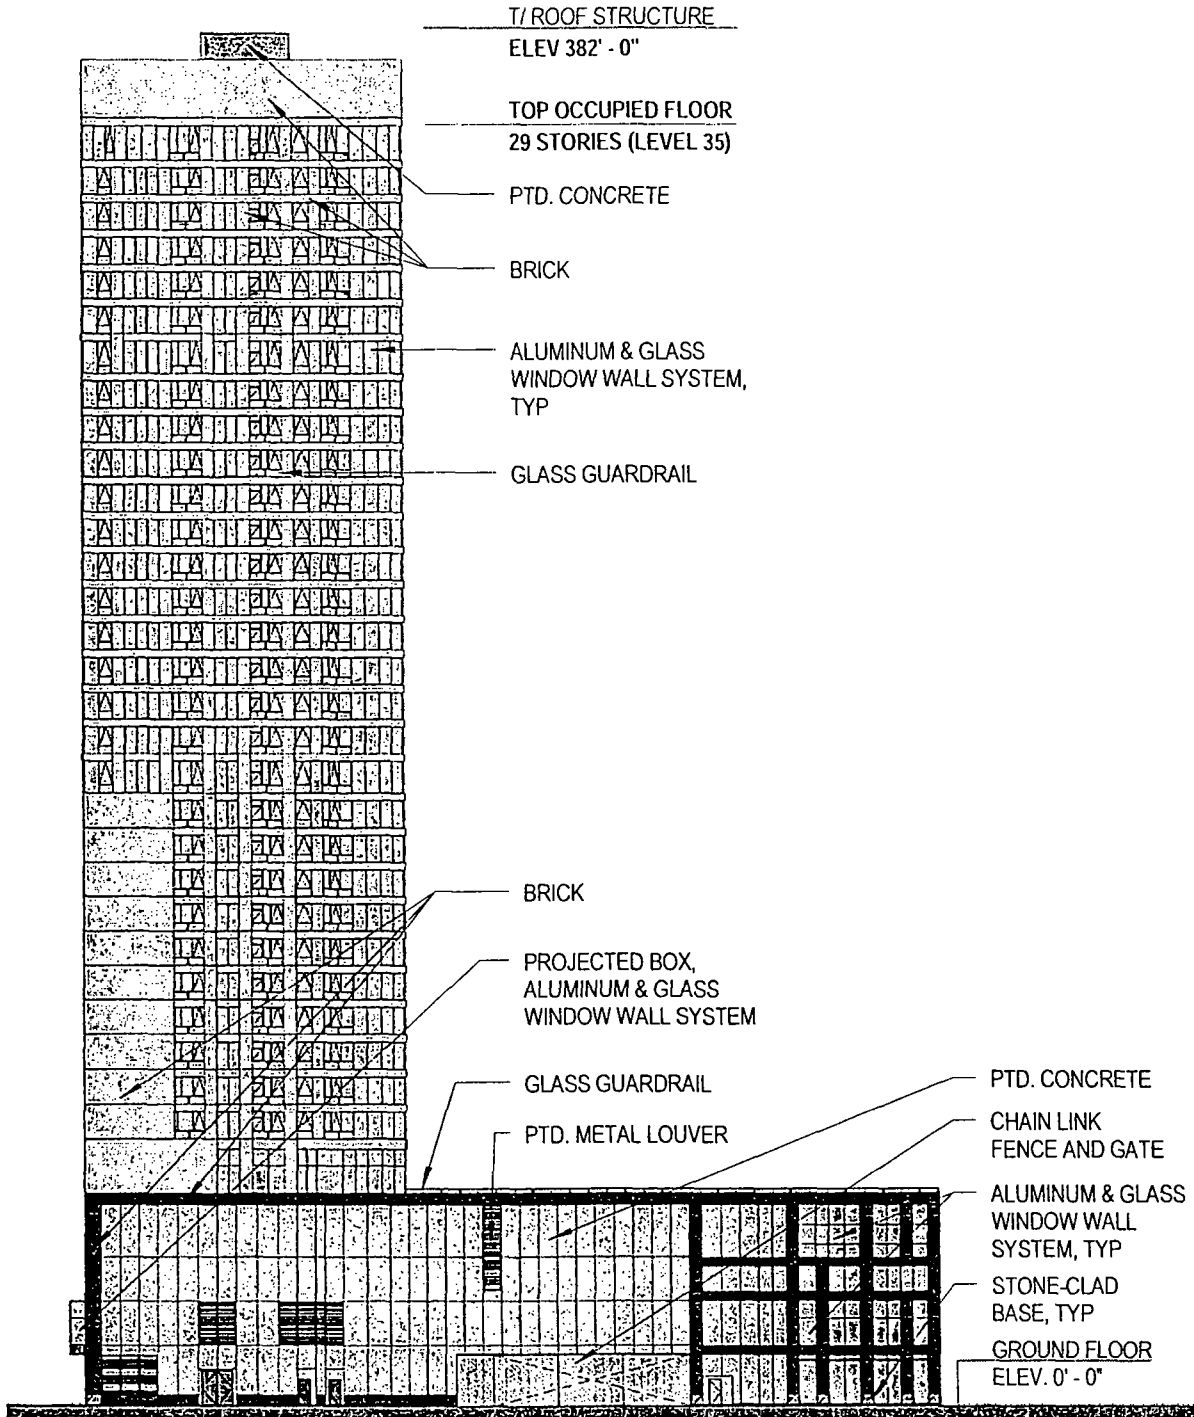 T/ ROOF STRUCTURE
ELEV 382' - 0"
TOP OCCUPIED FLOOR
29 STORIES (LEVEL 35)
PTD. CONCRETE
BRICK
ALUMINUM & GLASS
WINDOW WALL SYSTEM,
TYP
GLASS GUARDRAIL
BRICK
PROJECTED BOX,
ALUMINUM & GLASS
WINDOW WALL SYSTEM
GLASS GUARDRAIL
PTD. METAL LOUVER
PTD. CONCRETE
CHAIN LINK
FENCE AND GATE
ALUMINUM & GLASS
WINDOW WALL
SYSTEM, TYP
STONE-CLAD
BASE, TYP
GROUND FLOOR
ELEV. 0' - 0"